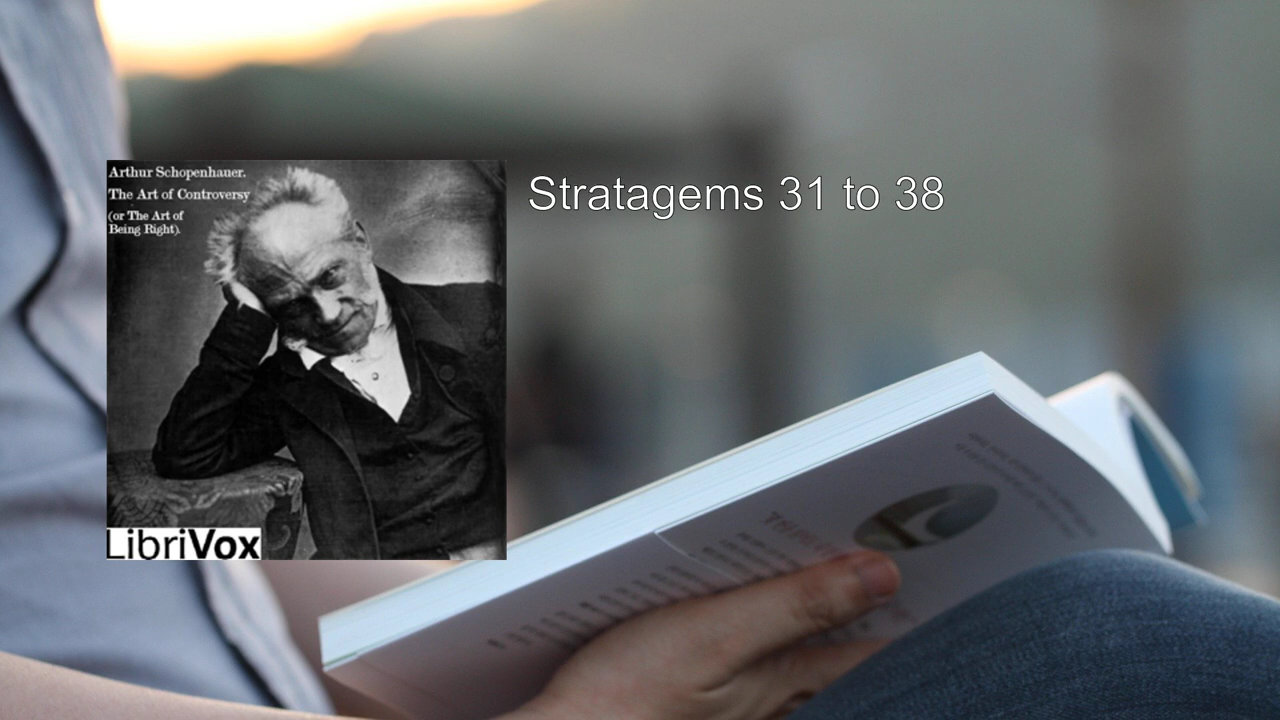 Arthur Schopenhauer.
The Art of Controversy
(or The Art of
Being Right).
Stratagems 31 to 38
LibriVox